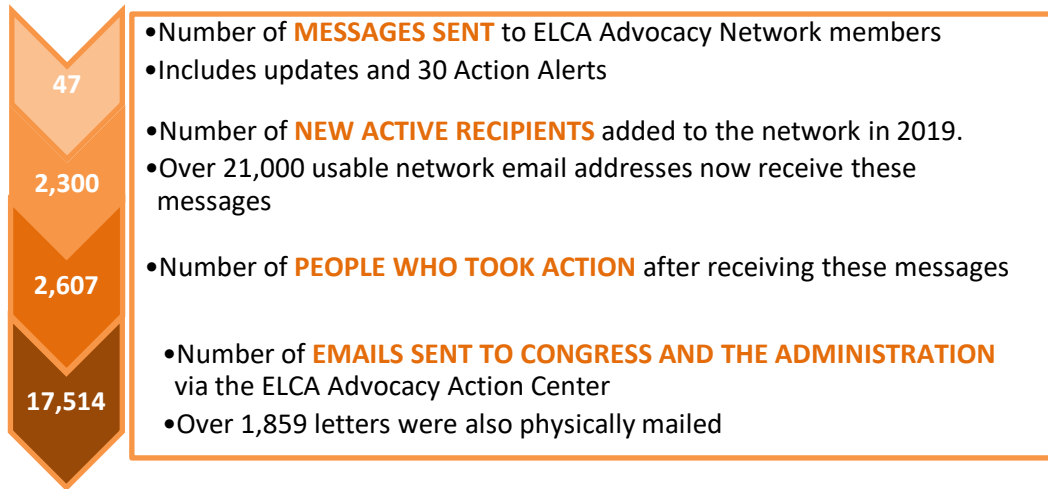 47
•Number of MESSAGES SENT to ELCA Advocacy Network members
•Includes updates and 30 Action Alerts
2,300
•Number of NEW ACTIVE RECIPIENTS added to the network in 2019.
•Over 21,000 usable network email addresses now receive these
messages
2,607
•Number of PEOPLE WHO TOOK ACTION after receiving these messages
17,514
•Number of EMAILS SENT TO CONGRESS AND THE ADMINISTRATION
via the ELCA Advocacy Action Center
•Over 1,859 letters were also physically mailed